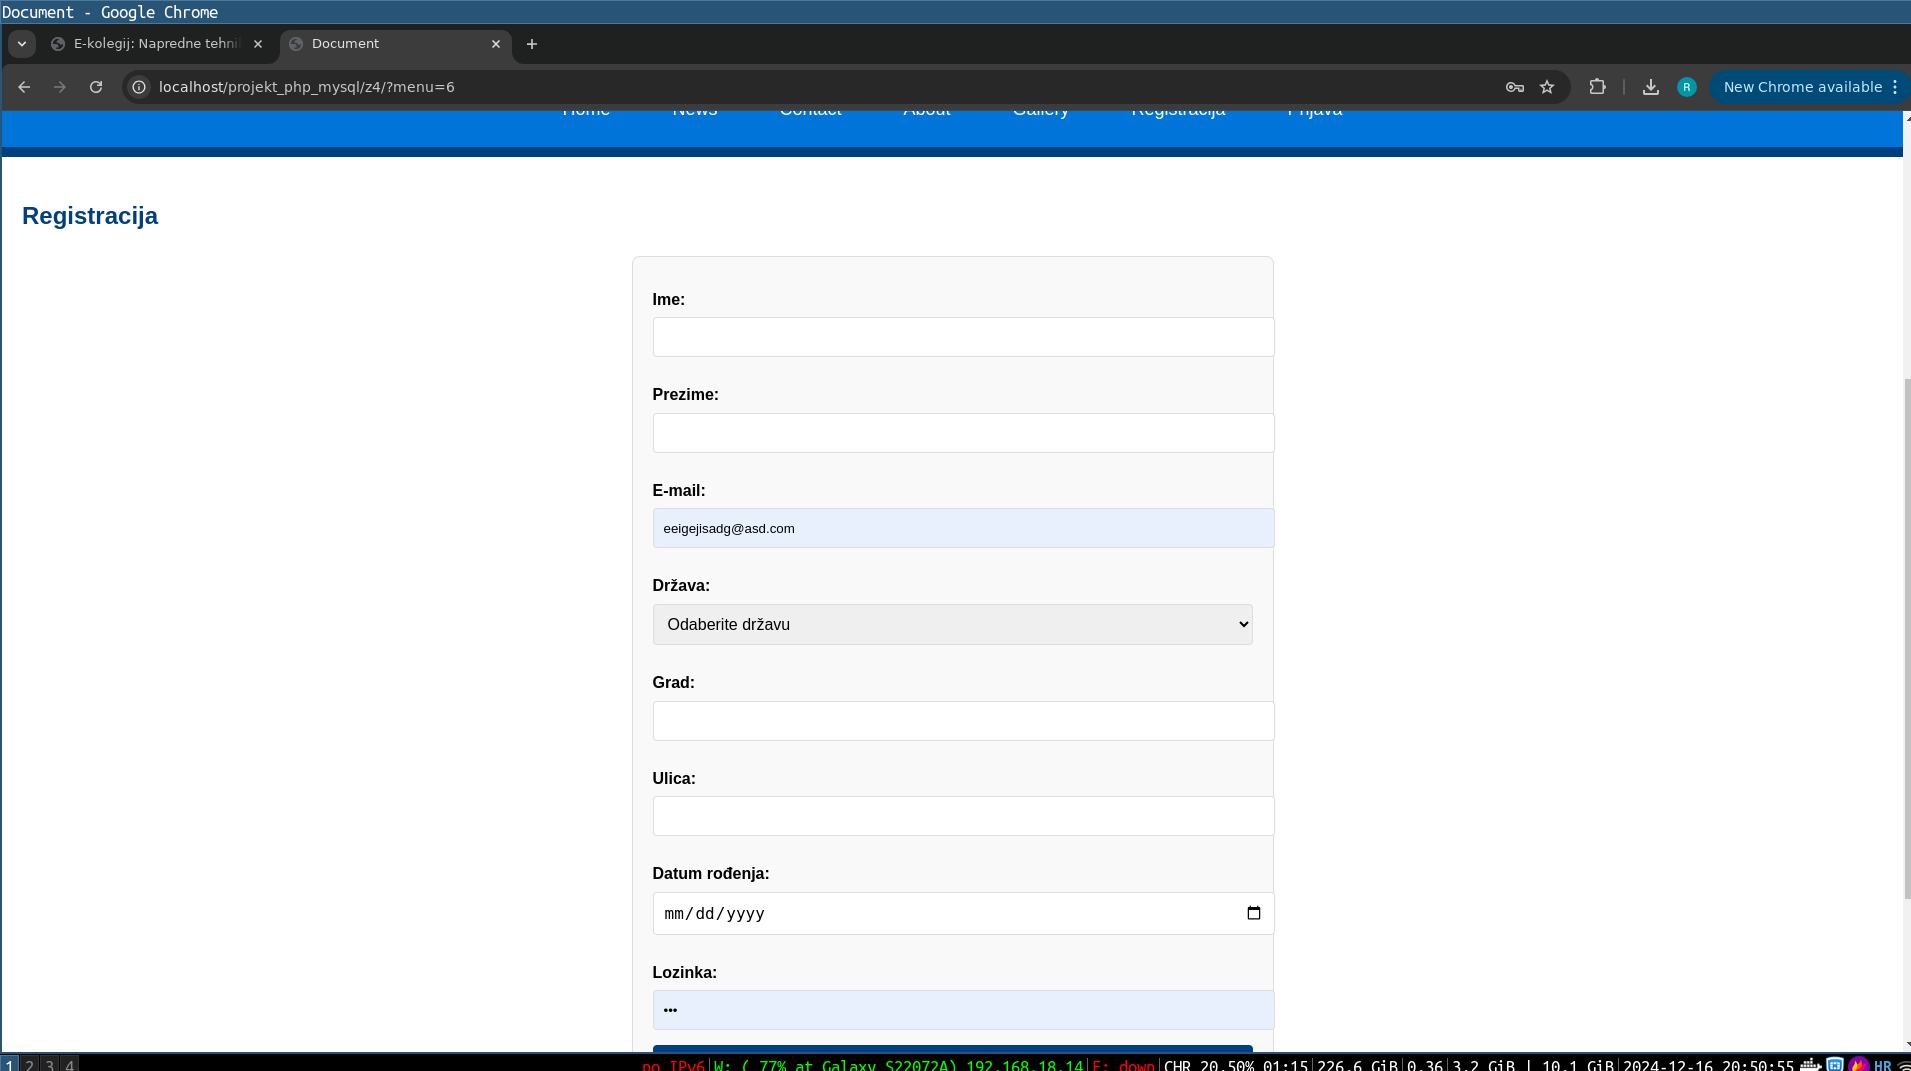 Document - Google Chrome
E-kolegij: Napredne tehni
Document
localhost/projekt_php_mysql/z4/?menu=6
R
New Chrome available
Home News Contact About Gallery Registracija Prijava
Registracija
Ime:
Prezime:
E-mail:
eeigejisadg@asd.com
Država:
Odaberite državu
Grad:
Ulica:
Datum rođenja:
mm/dd/yyyy
Lozinka:
•••
1 2 3 4
no IPv6|W: ( 77% at Galaxy S22072A) 192.168.18.14|E: down|CHR 20.50% 01:15|226.6 GiB|0.36|3.2 GiB | 10.1 GiB|2024-12-16 20:50:55 HR